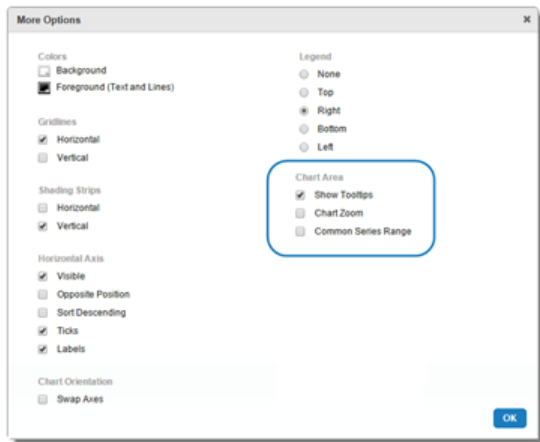 More Options
Colors
Background
Foreground (Text and Lines)
Gridlines
Horizontal
Vertical
Shading Strips
Horizontal
Vertical
Horizontal Axis
Visible
Opposite Position
Sort Descending
Ticks
Labels
Chart Orientation
Swap Axes
Legend
None
Top
Right
Bottom
Left
Chart Area
Show Tooltips
Chart Zoom
Common Series Range
OK